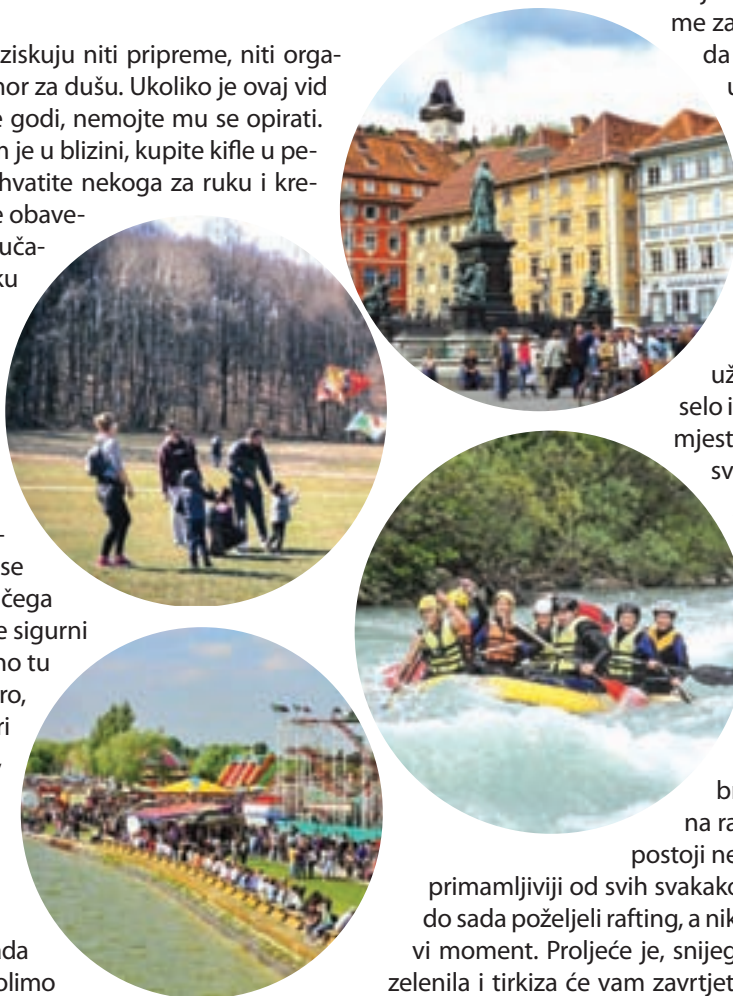 ziskuju niti pripreme, niti orga-
nor za dušu. Ukoliko je ovaj vid
e godi, nemojte mu se opirati.
n je u blizini, kupite kifle u pe-
hvatite nekoga za ruku i kre-
e obave-
uča-
ku
-
se
čega
e sigurni
no tu
ro,
ri
ada
olimo
me za
da
u
už
selo i
mjest
sv
br
na ra
postoji ne
primamljiviji od svih svakako
do sada poželjeli rafting, a nik
vi moment. Proljeće je, snijeg
zelenila i tirkiza će vam zavrtjet